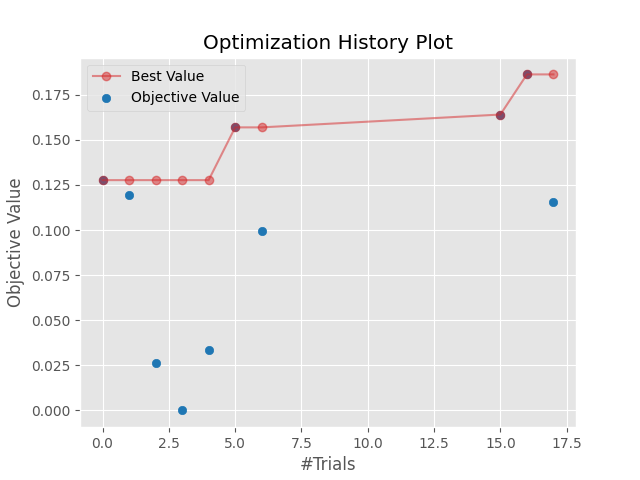 Optimization History Plot
Best Value
Objective Value
0.175
0.150
0.125
0.100
0.075
0.050
0.025
0.000
Objective Value
0.0 2.5 5.0 7.5 10.0 12.5 15.0 17.5
#Trials